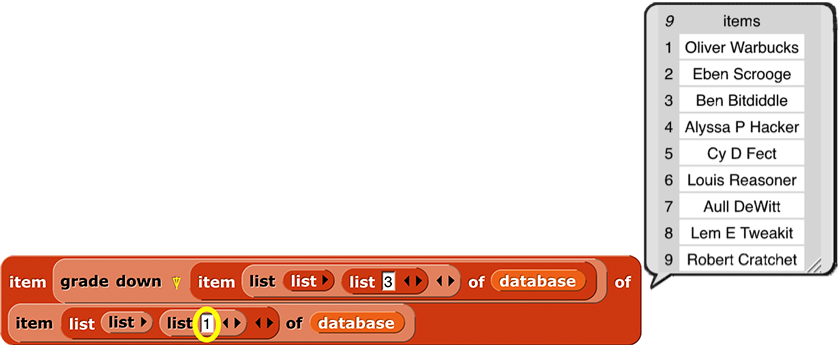 9 items
1 Oliver Warbucks
2 Eben Scrooge
3 Ben Bitdiddle
4 Alyssa P Hacker
5 Cy D Fect
6 Louis Reasoner
7 Aull DeWitt
8 Lem E Tweakit
9 Robert Cratchet
item grade down item list list list 3 of database of
item list list list 1 of database